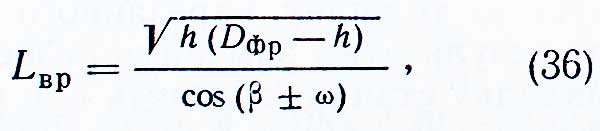 L_вр = √(h (D_фр — h)) / cos (β ± ω) , (36)